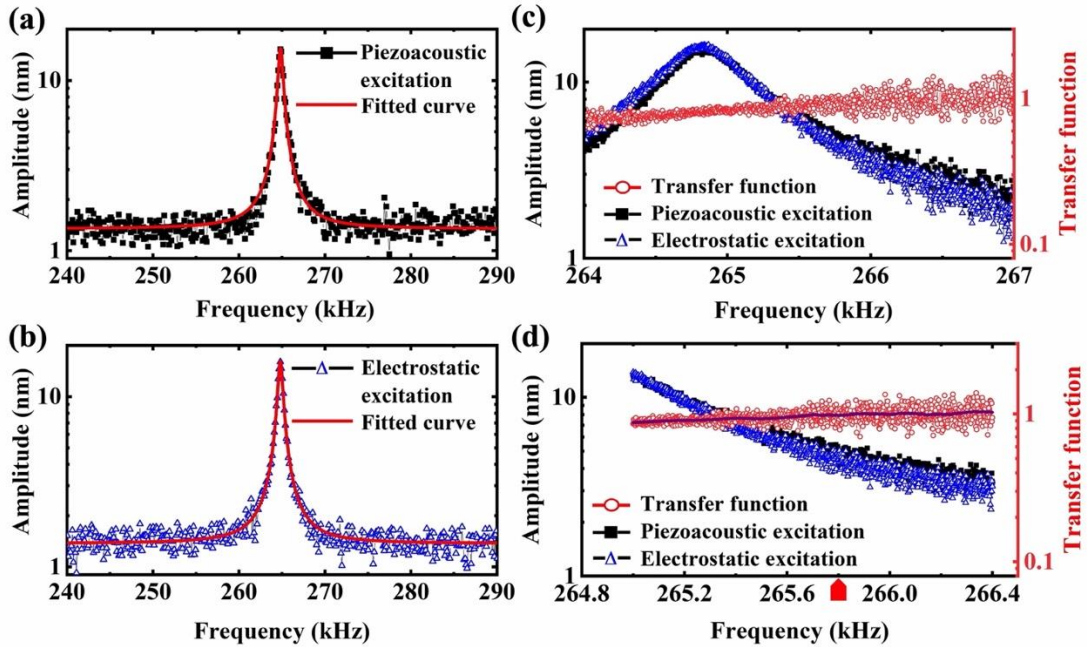 (a)
Amplitude (nm)
10
1
Piezoacoustic
excitation
Fitted curve
240 250 260 270 280 290
Frequency (kHz)
(b)
Amplitude (nm)
10
1
Electrostatic
excitation
Fitted curve
240 250 260 270 280 290
Frequency (kHz)
(c)
Amplitude (nm)
10
1
Transfer function
Piezoacoustic excitation
Electrostatic excitation
1
0.1
Transfer function
264 265 266 267
Frequency (kHz)
(d)
Amplitude (nm)
10
1
Transfer function
Piezoacoustic excitation
Electrostatic excitation
1
0.1
Transfer function
264.8 265.2 265.6 266.0 266.4
Frequency (kHz)